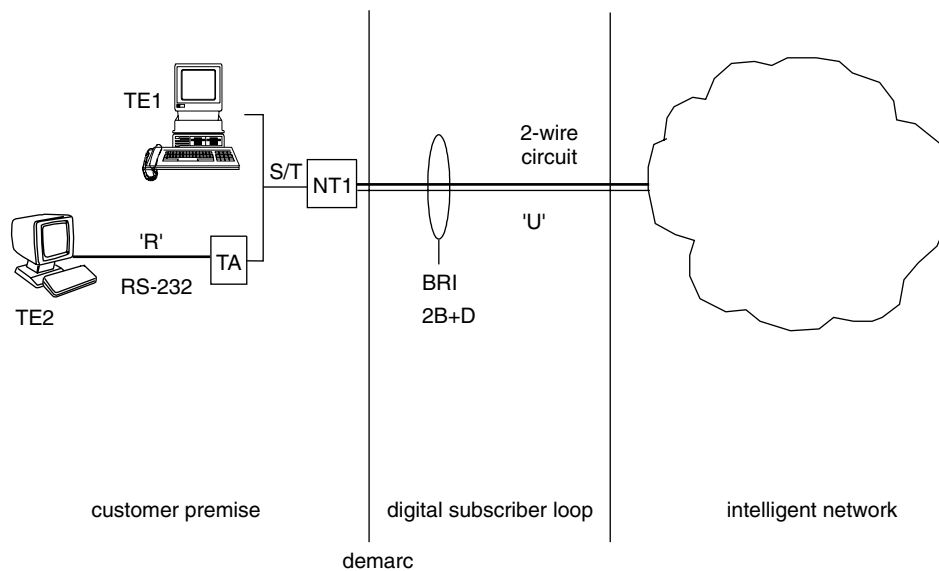 TE1
2-wire
circuit
S/T
NT1
'R'
TA
'U'
RS-232
BRI
TE2
2B+D
customer premise
digital subscriber loop
intelligent network
demarc